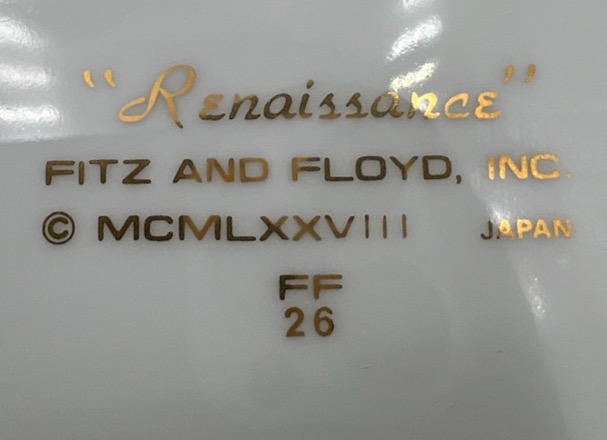 "Renaissance"
FITZ AND FLOYD, INC.
© MCMLXXVIII JAPAN
FF
26